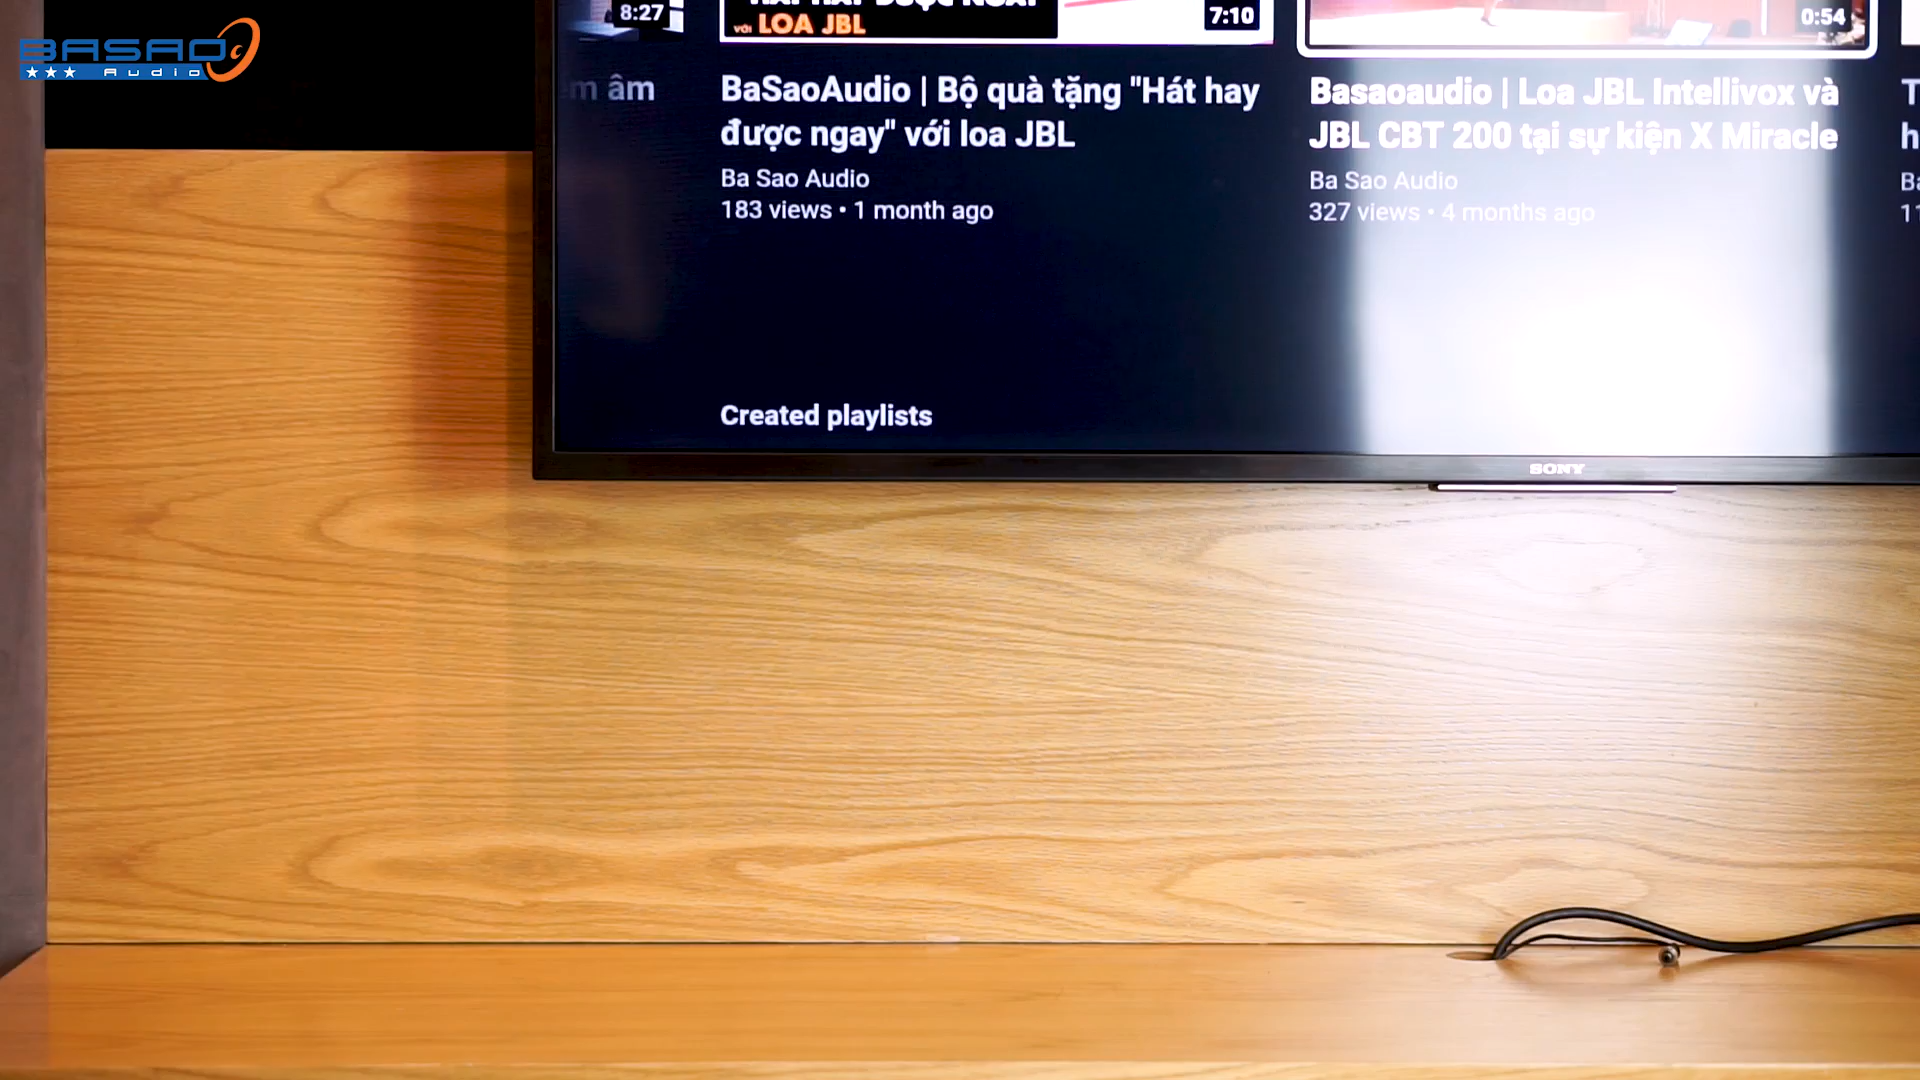 BASAO
Audio
8:27
với LOA JBL
7:10
0:54
m âm
BaSaoAudio | Bộ quà tặng "Hát hay
được ngay" với loa JBL
Ba Sao Audio
183 views • 1 month ago
Basaoaudio | Loa JBL Intellivox và
JBL CBT 200 tại sự kiện X Miracle
Ba Sao Audio
327 views • 4 months ago
Created playlists
SONY